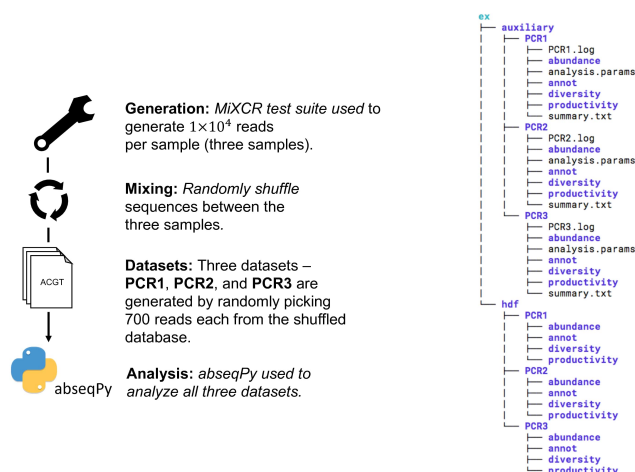 Generation: MiXCR test suite used to
generate 1×10⁴ reads
per sample (three samples).
Mixing: Randomly shuffle
sequences between the
three samples.
ACGT
Datasets: Three datasets –
PCR1, PCR2, and PCR3 are
generated by randomly picking
700 reads each from the shuffled
database.
abseqPy
Analysis: abseqPy used to
analyze all three datasets.
ex
├── auxiliary
│   ├── PCR1
│   │   ├── PCR1.log
│   │   ├── abundance
│   │   ├── analysis.params
│   │   ├── annot
│   │   ├── diversity
│   │   ├── productivity
│   │   └── summary.txt
│   ├── PCR2
│   │   ├── PCR2.log
│   │   ├── abundance
│   │   ├── analysis.params
│   │   ├── annot
│   │   ├── diversity
│   │   ├── productivity
│   │   └── summary.txt
│   └── PCR3
│       ├── PCR3.log
│       ├── abundance
│       ├── analysis.params
│       ├── annot
│       ├── diversity
│       ├── productivity
│       └── summary.txt
└── hdf
    ├── PCR1
    │   ├── abundance
    │   ├── annot
    │   ├── diversity
    │   └── productivity
    ├── PCR2
    │   ├── abundance
    │   ├── annot
    │   ├── diversity
    │   └── productivity
    └── PCR3
        ├── abundance
        ├── annot
        ├── diversity
        └── productivity